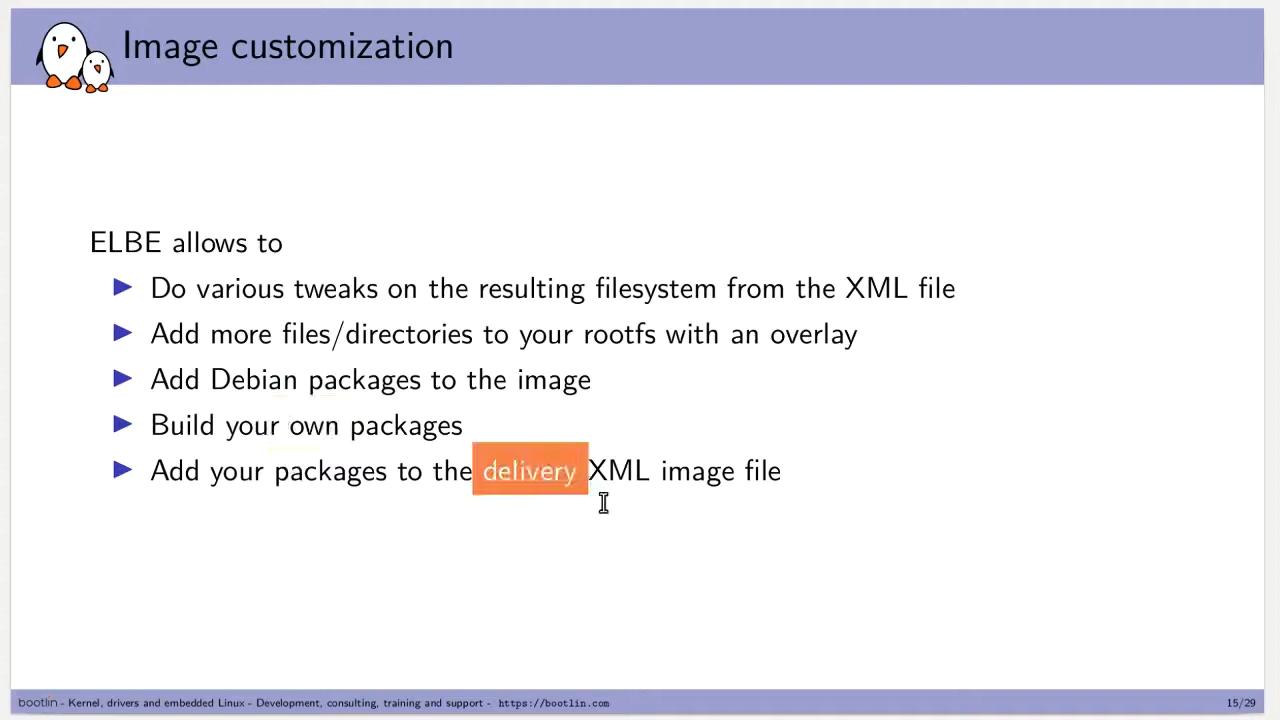 Image customization
ELBE allows to
Do various tweaks on the resulting filesystem from the XML file
Add more files/directories to your rootfs with an overlay
Add Debian packages to the image
Build your own packages
Add your packages to the delivery XML image file
bootlin - Kernel, drivers and embedded Linux - Development, consulting, training and support - https://bootlin.com 15/29